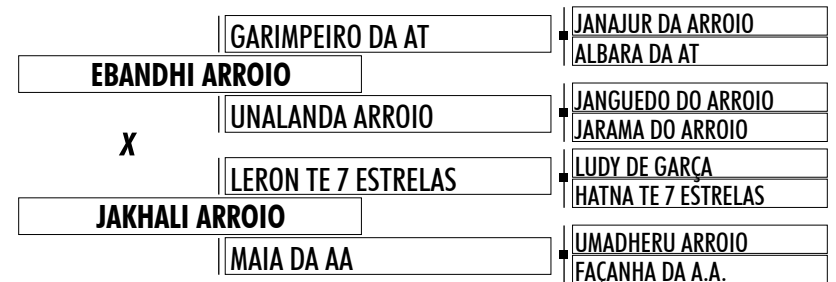 GARIMPEIRO DA AT
JANAJUR DA ARROIO
ALBARA DA AT
EBANDHI ARROIO
UNALANDA ARROIO
JANGUEDO DO ARROIO
JARAMA DO ARROIO
X
LERON TE 7 ESTRELAS
LUDY DE GARÇA
HATNA TE 7 ESTRELAS
JAKHALI ARROIO
MAIA DA AA
UMADHERU ARROIO
FAÇANHA DA A.A.